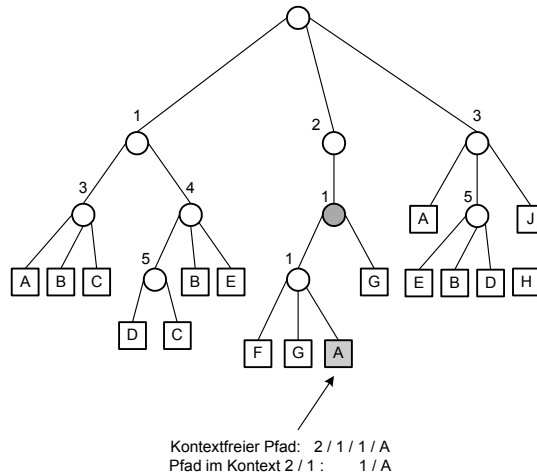 1
2
3
3
4
1
A
5
J
A
B
C
5
B
E
1
G
E
B
D
H
D
C
F
G
A
Kontextfreier Pfad: 2 / 1 / 1 / A
Pfad im Kontext 2 / 1 : 1 / A